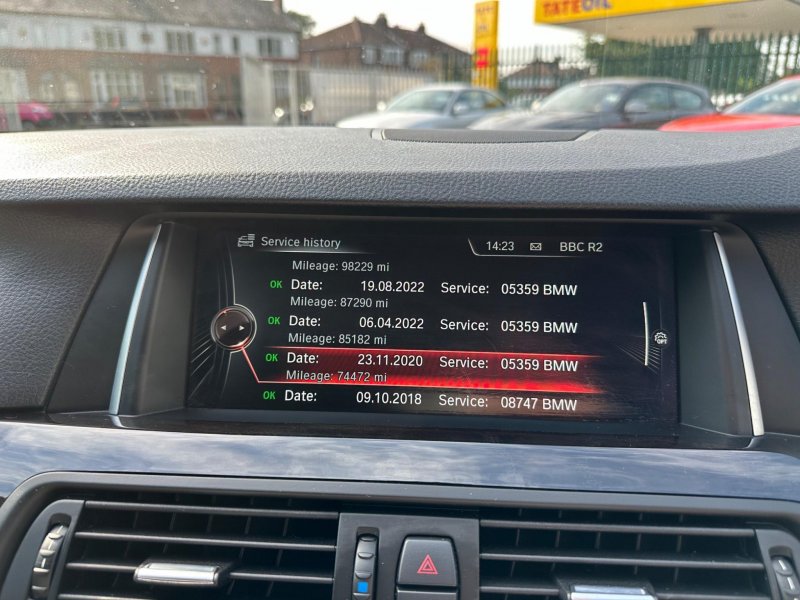 TATEOIL
Service history
14:23
BBC R2
Mileage: 98229 mi
OK Date: 19.08.2022 Service: 05359 BMW
Mileage: 87290 mi
OK Date: 06.04.2022 Service: 05359 BMW
Mileage: 85182 mi
OK Date: 23.11.2020 Service: 05359 BMW
Mileage: 74472 mi
OK Date: 09.10.2018 Service: 08747 BMW
OPT